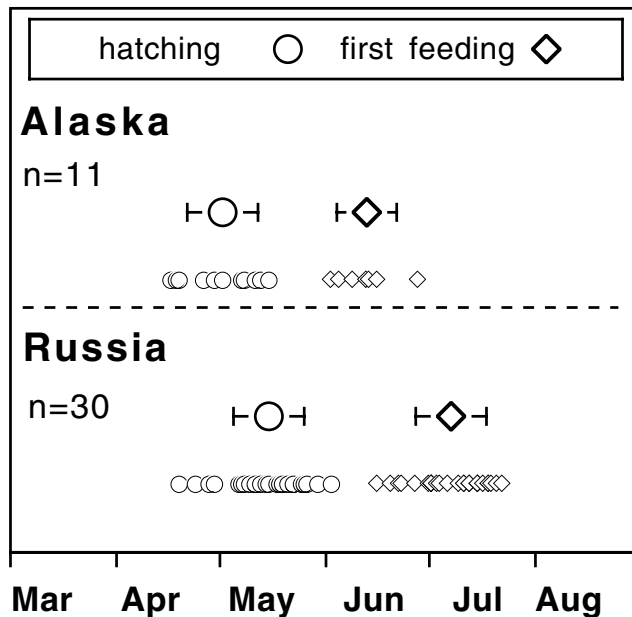 hatching first feeding
Alaska
n=11
Russia
n=30
Mar Apr May Jun Jul Aug